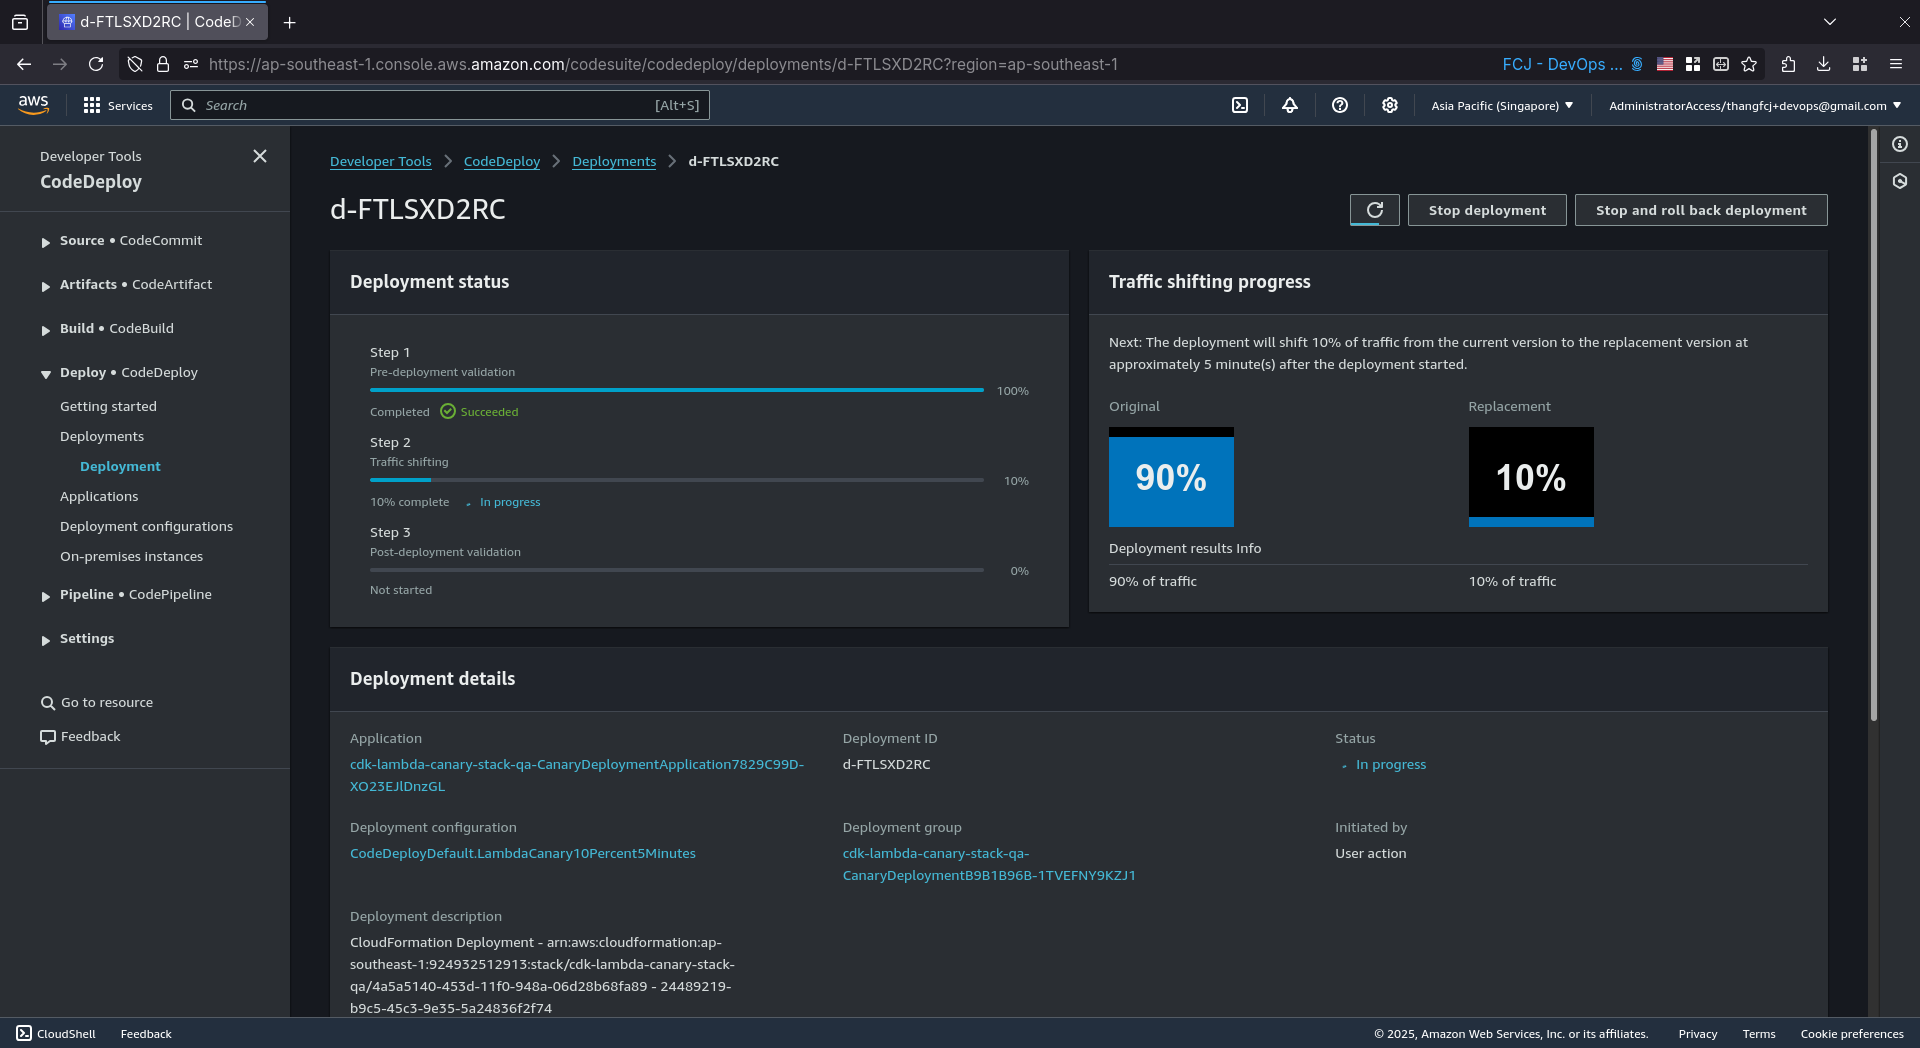 d-FTLSXD2RC | CodeD
https://ap-southeast-1.console.aws.amazon.com/codesuite/codedeploy/deployments/d-FTLSXD2RC?region=ap-southeast-1
FCJ - DevOps ...
aws
Services
Search
[Alt+S]
Asia Pacific (Singapore)
AdministratorAccess/thangfcj+devops@gmail.com
Developer Tools
CodeDeploy
Source • CodeCommit
Artifacts • CodeArtifact
Build • CodeBuild
Deploy • CodeDeploy
Getting started
Deployments
Deployment
Applications
Deployment configurations
On-premises instances
Pipeline • CodePipeline
Settings
Go to resource
Feedback
Developer Tools
CodeDeploy
Deployments
d-FTLSXD2RC
d-FTLSXD2RC
Stop deployment
Stop and roll back deployment
Deployment status
Step 1
Pre-deployment validation
100%
Completed
Succeeded
Step 2
Traffic shifting
10%
10% complete
In progress
Step 3
Post-deployment validation
0%
Not started
Traffic shifting progress
Next: The deployment will shift 10% of traffic from the current version to the replacement version at
approximately 5 minute(s) after the deployment started.
Original
Replacement
90%
10%
Deployment results Info
90% of traffic
10% of traffic
Deployment details
Application
cdk-lambda-canary-stack-qa-CanaryDeploymentApplication7829C99D-
XO23EJlDnzGL
Deployment ID
d-FTLSXD2RC
Status
In progress
Deployment configuration
CodeDeployDefault.LambdaCanary10Percent5Minutes
Deployment group
cdk-lambda-canary-stack-qa-
CanaryDeploymentB9B1B96B-1TVEFNY9KZJ1
Initiated by
User action
Deployment description
CloudFormation Deployment - arn:aws:cloudformation:ap-
southeast-1:924932512913:stack/cdk-lambda-canary-stack-
qa/4a5a5140-453d-11f0-948a-06d28b68fa89 - 24489219-
b9c5-45c3-9e35-5a24836f2f74
CloudShell
Feedback
© 2025, Amazon Web Services, Inc. or its affiliates.
Privacy
Terms
Cookie preferences